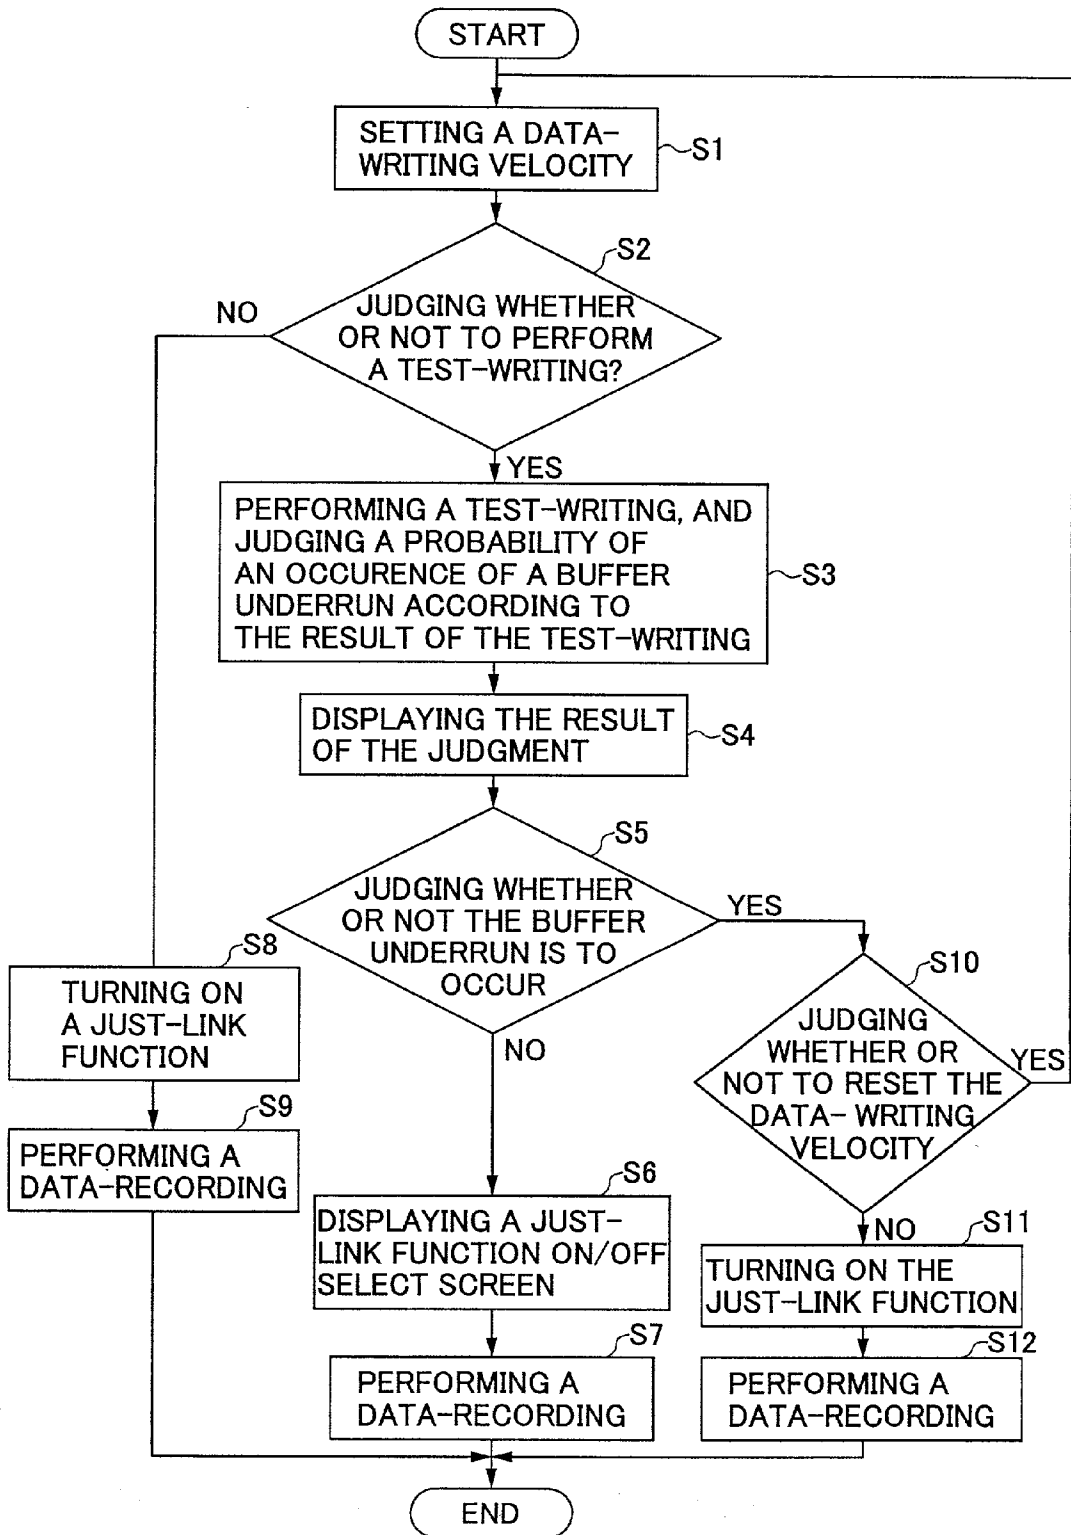 START
SETTING A DATA-
WRITING VELOCITY
S1
S2
JUDGING WHETHER
OR NOT TO PERFORM
A TEST-WRITING?
NO
YES
PERFORMING A TEST-WRITING, AND
JUDGING A PROBABILITY OF
AN OCCURENCE OF A BUFFER
UNDERRUN ACCORDING TO
THE RESULT OF THE TEST-WRITING
S3
DISPLAYING THE RESULT
OF THE JUDGMENT
S4
S5
JUDGING WHETHER
OR NOT THE BUFFER
UNDERRUN IS TO
OCCUR
YES
NO
S8
TURNING ON
A JUST-LINK
FUNCTION
S9
PERFORMING A
DATA-RECORDING
S10
JUDGING
WHETHER OR
NOT TO RESET THE
DATA- WRITING
VELOCITY
YES
NO
S6
DISPLAYING A JUST-
LINK FUNCTION ON/OFF
SELECT SCREEN
S7
PERFORMING A
DATA-RECORDING
S11
TURNING ON THE
JUST-LINK FUNCTION
S12
PERFORMING A
DATA-RECORDING
END